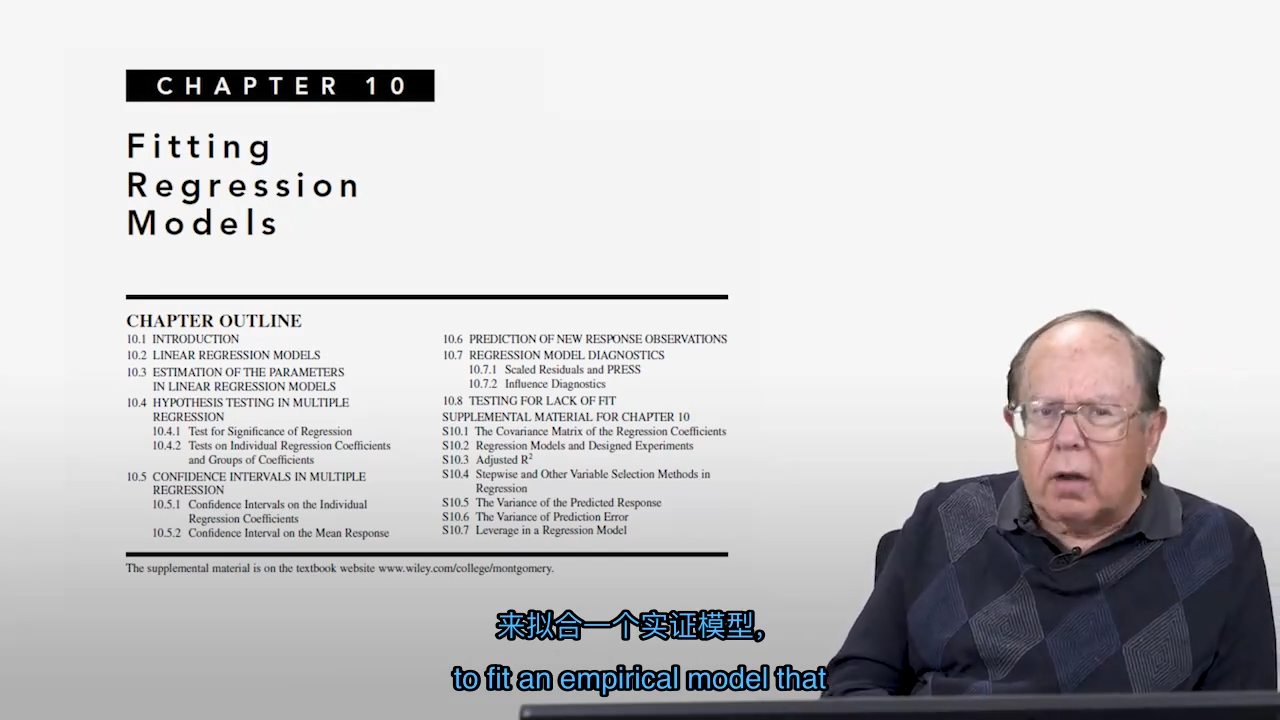 CHAPTER 10
Fitting
Regression
Models
CHAPTER OUTLINE
10.1 INTRODUCTION
10.2 LINEAR REGRESSION MODELS
10.3 ESTIMATION OF THE PARAMETERS
IN LINEAR REGRESSION MODELS
10.4 HYPOTHESIS TESTING IN MULTIPLE
REGRESSION
10.4.1 Test for Significance of Regression
10.4.2 Tests on Individual Regression Coefficients
and Groups of Coefficients
10.5 CONFIDENCE INTERVALS IN MULTIPLE
REGRESSION
10.5.1 Confidence Intervals on the Individual
Regression Coefficients
10.5.2 Confidence Interval on the Mean Response
10.6 PREDICTION OF NEW RESPONSE OBSERVATIONS
10.7 REGRESSION MODEL DIAGNOSTICS
10.7.1 Scaled Residuals and PRESS
10.7.2 Influence Diagnostics
10.8 TESTING FOR LACK OF FIT
SUPPLEMENTAL MATERIAL FOR CHAPTER 10
S10.1 The Covariance Matrix of the Regression Coefficients
S10.2 Regression Models and Designed Experiments
S10.3 Adjusted R²
S10.4 Stepwise and Other Variable Selection Methods in
Regression
S10.5 The Variance of the Predicted Response
S10.6 The Variance of Prediction Error
S10.7 Leverage in a Regression Model
The supplemental material is on the textbook website www.wiley.com/college/montgomery.
来拟合一个实证模型,
to fit an empirical model that